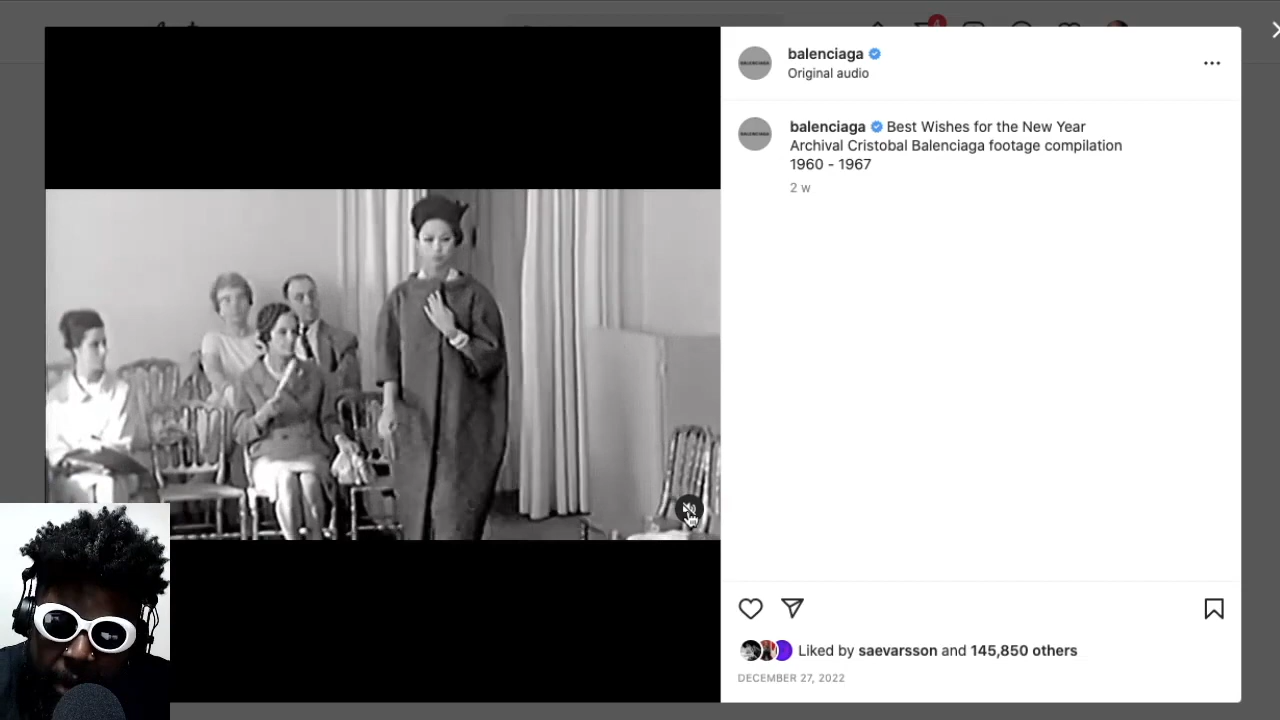 4
balenciaga
Original audio
balenciaga Best Wishes for the New Year
Archival Cristobal Balenciaga footage compilation
1960 - 1967
2 w
Liked by saevarsson and 145,850 others
DECEMBER 27, 2022